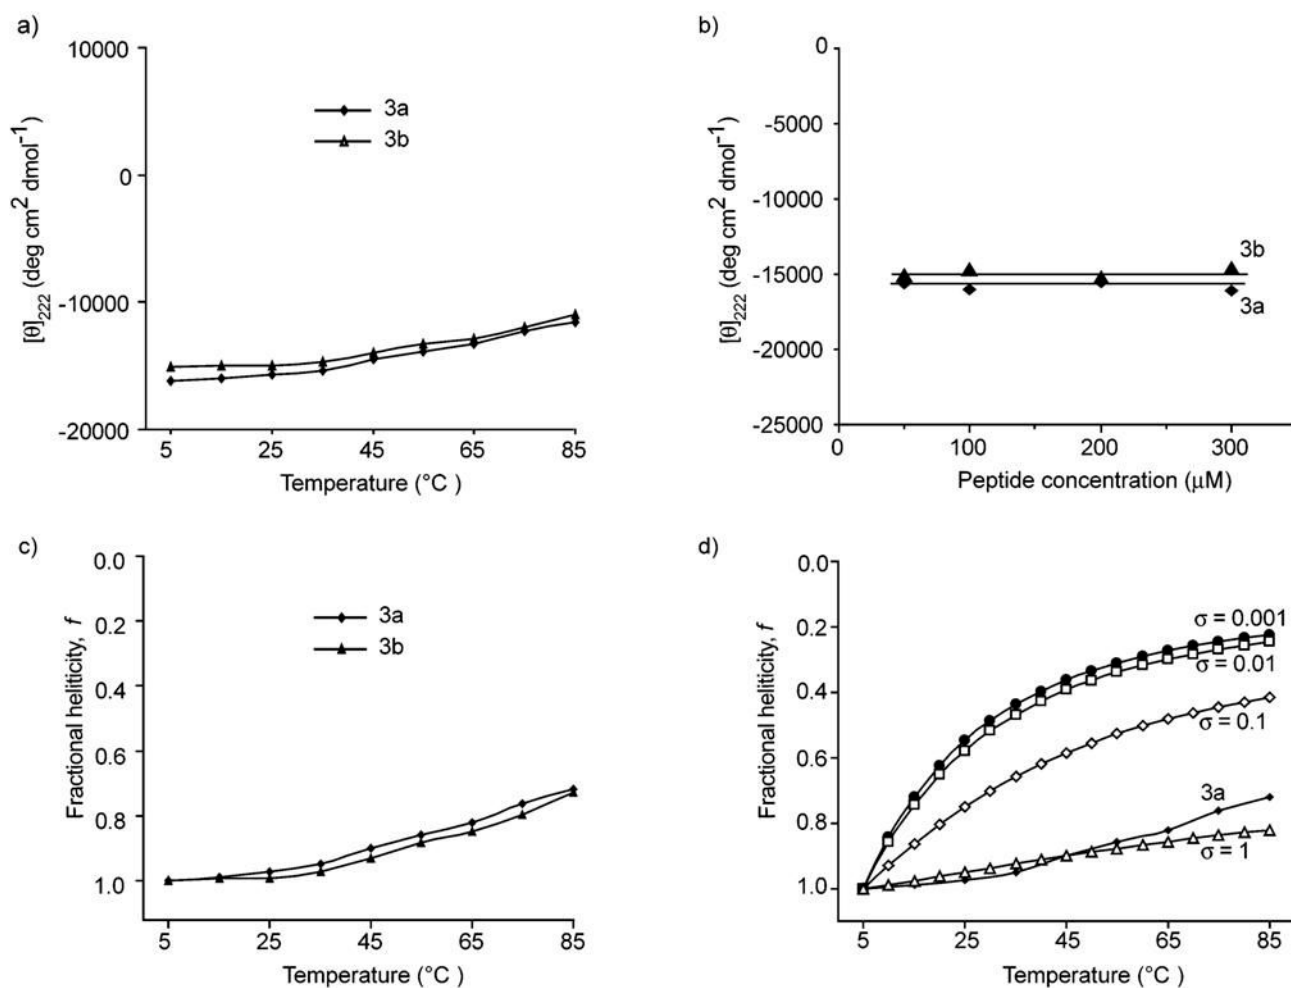 a)
10000
0
-10000
-20000
[θ]222 (deg cm2 dmol-1)
3a
3b
5 25 45 65 85
Temperature (°C )
b)
0
-5000
-10000
-15000
-20000
-25000
[θ]222 (deg cm2 dmol-1)
3b
3a
0 100 200 300
Peptide concentration (μM)
c)
0.0
0.2
0.4
0.6
0.8
1.0
Fractional heliticity, f
3a
3b
5 25 45 65 85
Temperature (°C )
d)
0.0
0.2
0.4
0.6
0.8
1.0
Fractional heliticity, f
σ = 0.001
σ = 0.01
σ = 0.1
3a
σ = 1
5 25 45 65 85
Temperature (°C )